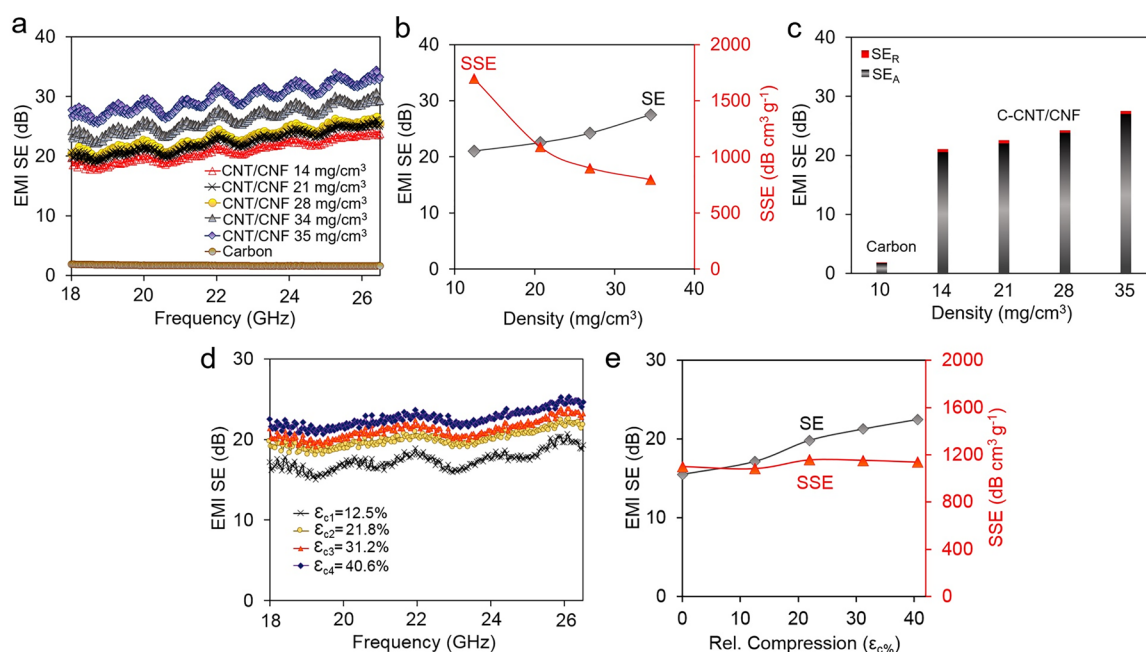 a
40
30
20
10
0
EMI SE (dB)
CNT/CNF 14 mg/cm³
CNT/CNF 21 mg/cm³
CNT/CNF 28 mg/cm³
CNT/CNF 34 mg/cm³
CNT/CNF 35 mg/cm³
Carbon
18 20 22 24 26
Frequency (GHz)
b
40
30
20
10
0
EMI SE (dB)
SSE
SE
2000
1500
1000
500
0
SSE (dB cm³ g⁻¹)
10 20 30 40
Density (mg/cm³)
c
40
30
20
10
0
EMI SE (dB)
SE_R
SE_A
C-CNT/CNF
Carbon
10 14 21 28 35
Density (mg/cm³)
d
30
20
10
0
EMI SE (dB)
ε_c1=12.5%
ε_c2=21.8%
ε_c3=31.2%
ε_c4=40.6%
18 20 22 24 26
Frequency (GHz)
e
30
20
10
0
EMI SE (dB)
SE
SSE
2000
1600
1200
800
400
0
SSE (dB cm³ g⁻¹)
0 10 20 30 40
Rel. Compression (ε_c%)